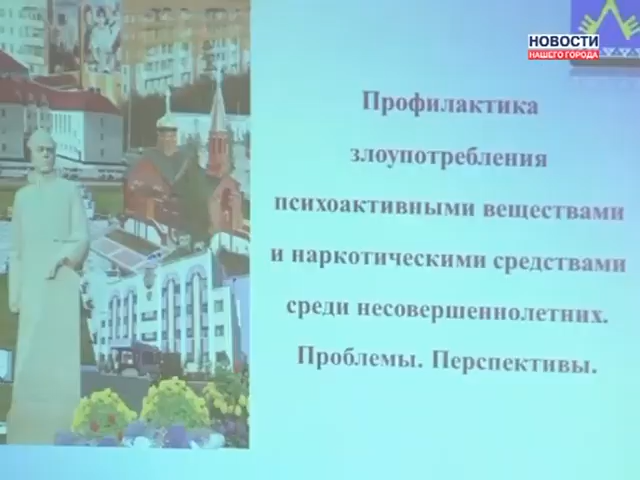 НОВОСТИ
НАШЕГО ГОРОДА
Профилактика
злоупотребления
психоактивными веществами
и наркотическими средствами
среди несовершеннолетних.
Проблемы. Перспективы.